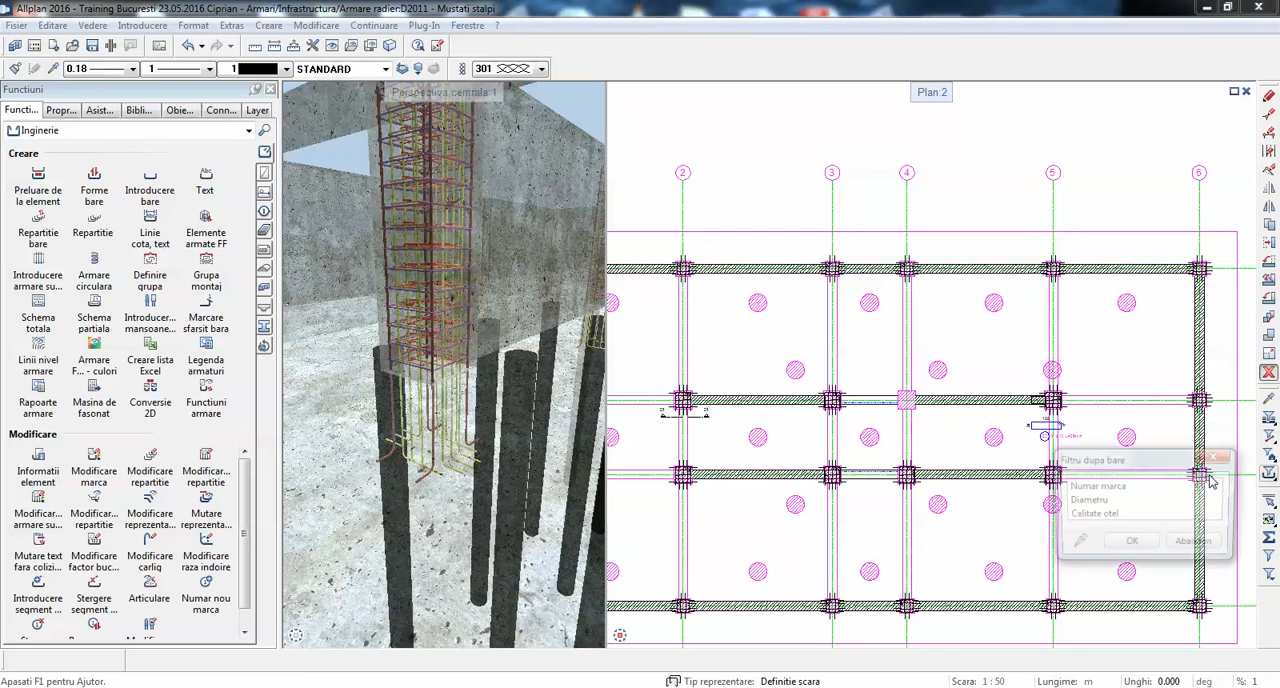 Allplan 2016 - Training Bucuresti 23.05.2016 Ciprian - Armari/Infrastructura/Armare radier:D2011 - Mustati stalpi
Fisier Editare Vedere Introducere Format Extras Creare Modificare Continuare Plug-In Ferestre ?
0.18 1 1 STANDARD 301
Functiuni
Functi... Propr... Asist... Bibli... Obie... Conn... Layer
Inginerie
Creare
Preluare de la element
Forme bare
Introducere bare
Text
Repartitie bare
Repartitie
Linie cota, text
Elemente armate FF
Introducere armare su...
Armare circulara
Definire qrupa
Grupa montaj
Schema totala
Schema partiala
Introducer... mansoane...
Marcare sfarsit bara
Linii nivel armare
Armare F... - culori
Creare lista Excel
Legenda armaturi
Rapoarte armare
Masina de fasonat
Conversie 2D
Functiuni armare
Modificare
Informatii element
Modificare marca
Modificare repartitie
Modificar... repartitie
Modificar... armare su...
Modificare repartitie
Modificare reprezenta...
Mutare reprezenta...
Mutare text fara colizi...
Modificare factor buc...
Modificare carlig
Modificare raza indoire
Introducere segment ...
Stergere segment ...
Articulare
Numar nou marca
Perspectiva centrala:1
Plan:2
2 3 4 5 6
Filtru dupa bare
Numar marca
Diametru
Calitate otel
OK Abandon
Apasati F1 pentru Ajutor.
Tip reprezentare: Definitie scara Scara: 1 : 50 Lungime: m Unghi: 0.000 deg %: 1